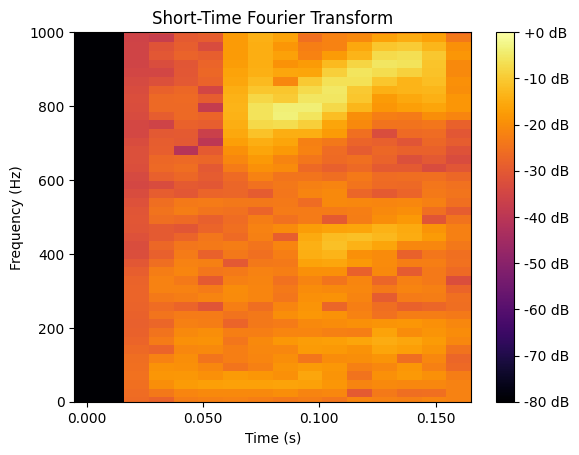 Short-Time Fourier Transform
1000
800
600
400
200
0
Frequency (Hz)
0.000
0.050
0.100
0.150
Time (s)
+0 dB
-10 dB
-20 dB
-30 dB
-40 dB
-50 dB
-60 dB
-70 dB
-80 dB